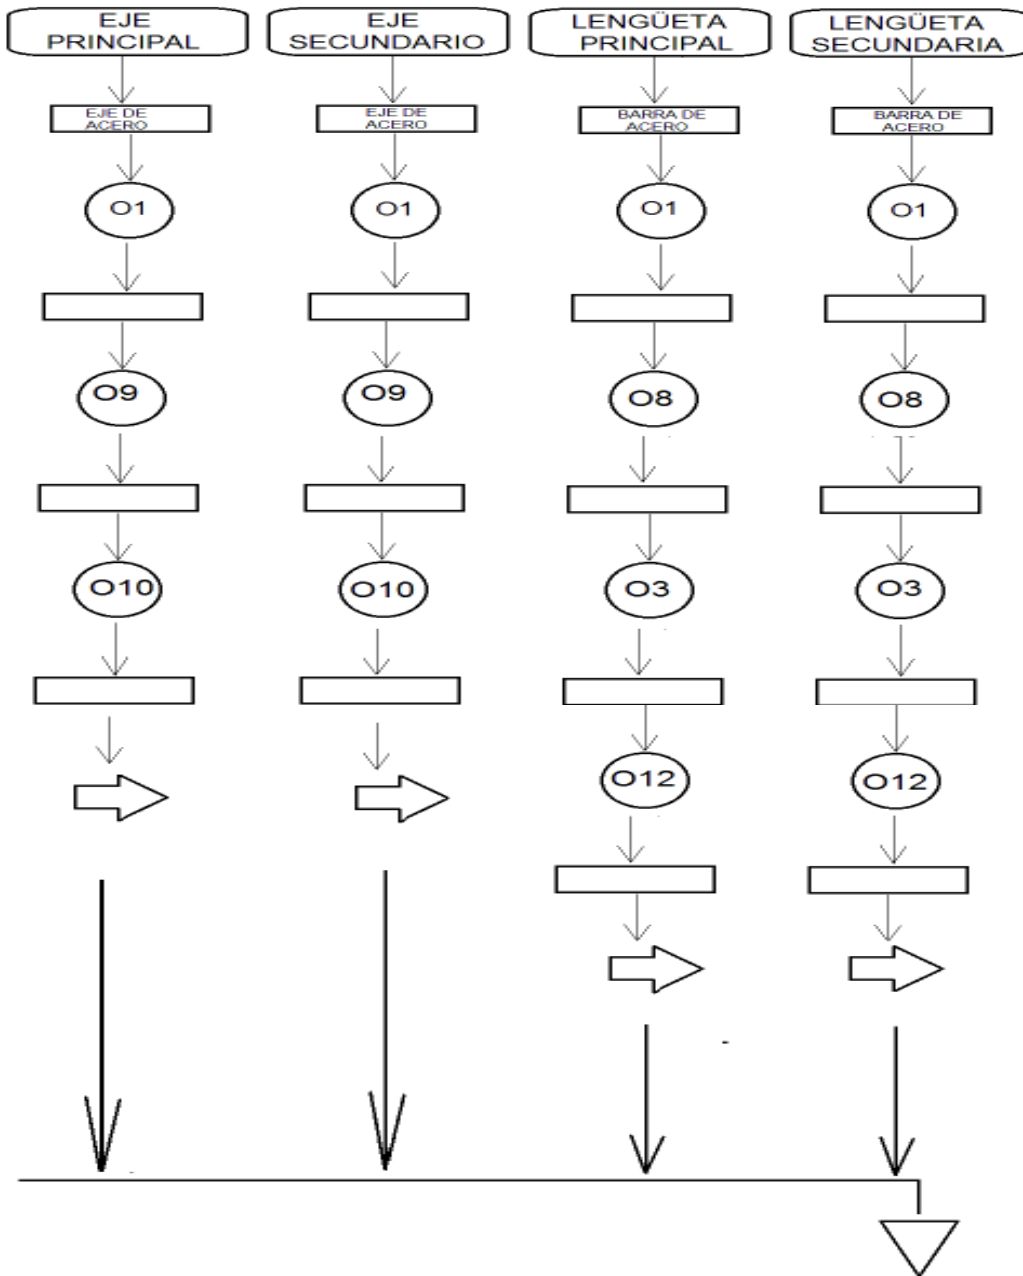 EJE
PRINCIPAL
EJE
SECUNDARIO
LENGÜETA
PRINCIPAL
LENGÜETA
SECUNDARIA
EJE DE
ACERO
EJE DE
ACERO
BARRA DE
ACERO
BARRA DE
ACERO
O1
O1
O1
O1
O9
O9
O8
O8
O10
O10
O3
O3
O12
O12